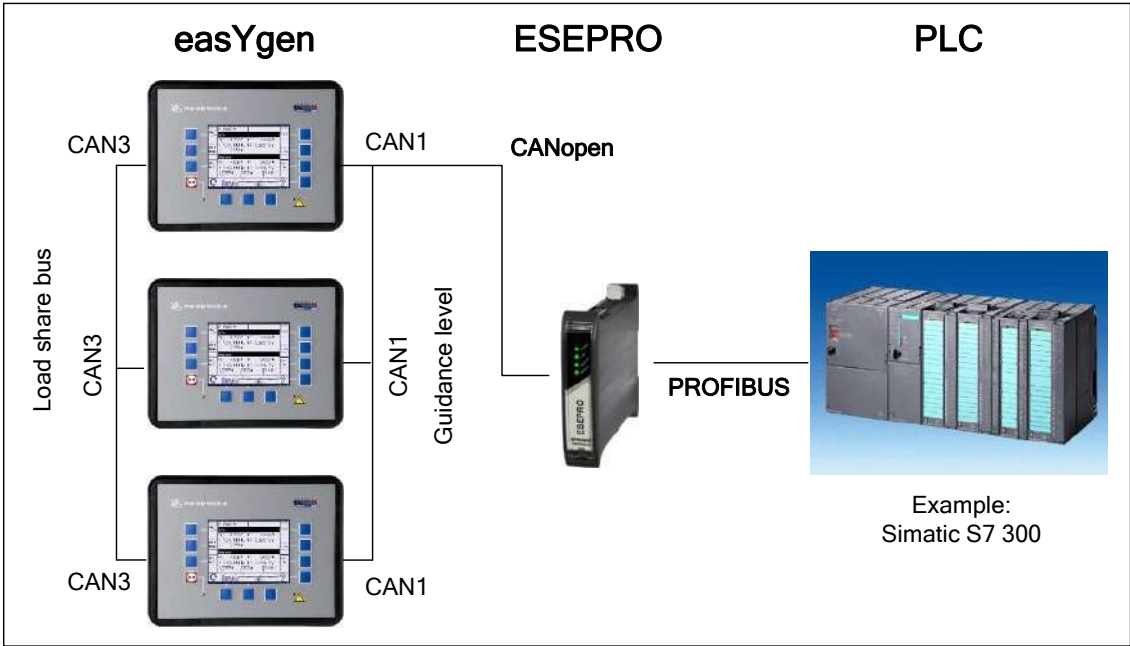 easYgen
ESEPRO
PLC
CAN3
CAN1
CANopen
Load share bus
CAN3
CAN1
Guidance level
ESEPRO
PROFIBUS
Example:
Simatic S7 300
CAN3
CAN1